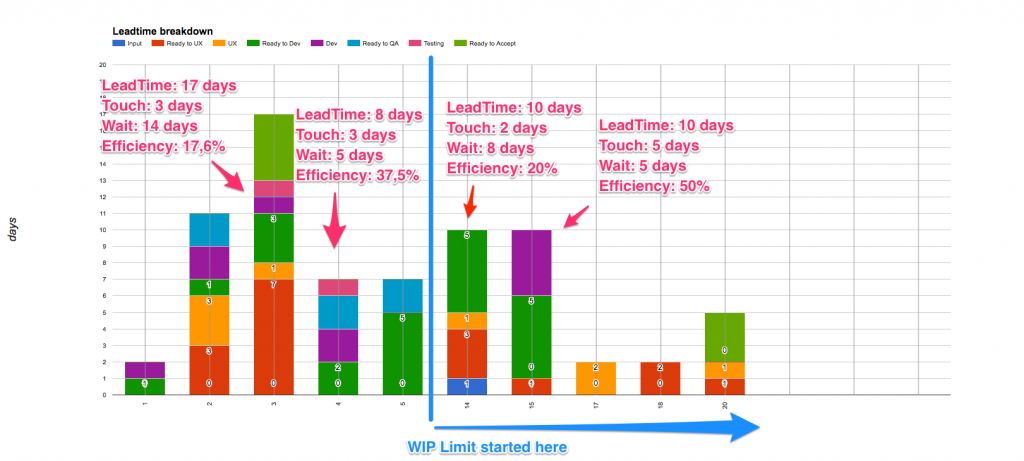 Leadtime breakdown
Input Ready to UX UX Ready to Dev Dev Ready to QA Testing Ready to Accept
days
20
19
18
17
16
15
14
13
12
11
10
9
8
7
6
5
4
3
2
1
0
LeadTime: 17 days
Touch: 3 days
Wait: 14 days
Efficiency: 17,6%
LeadTime: 8 days
Touch: 3 days
Wait: 5 days
Efficiency: 37,5%
LeadTime: 10 days
Touch: 2 days
Wait: 8 days
Efficiency: 20%
LeadTime: 10 days
Touch: 5 days
Wait: 5 days
Efficiency: 50%
1
1
3
3
0
3
1
7
0
2
0
5
0
5
1
3
1
5
0
1
2
0
2
0
0
1
1
1 2 3 4 5 14 15 17 18 20
WIP Limit started here